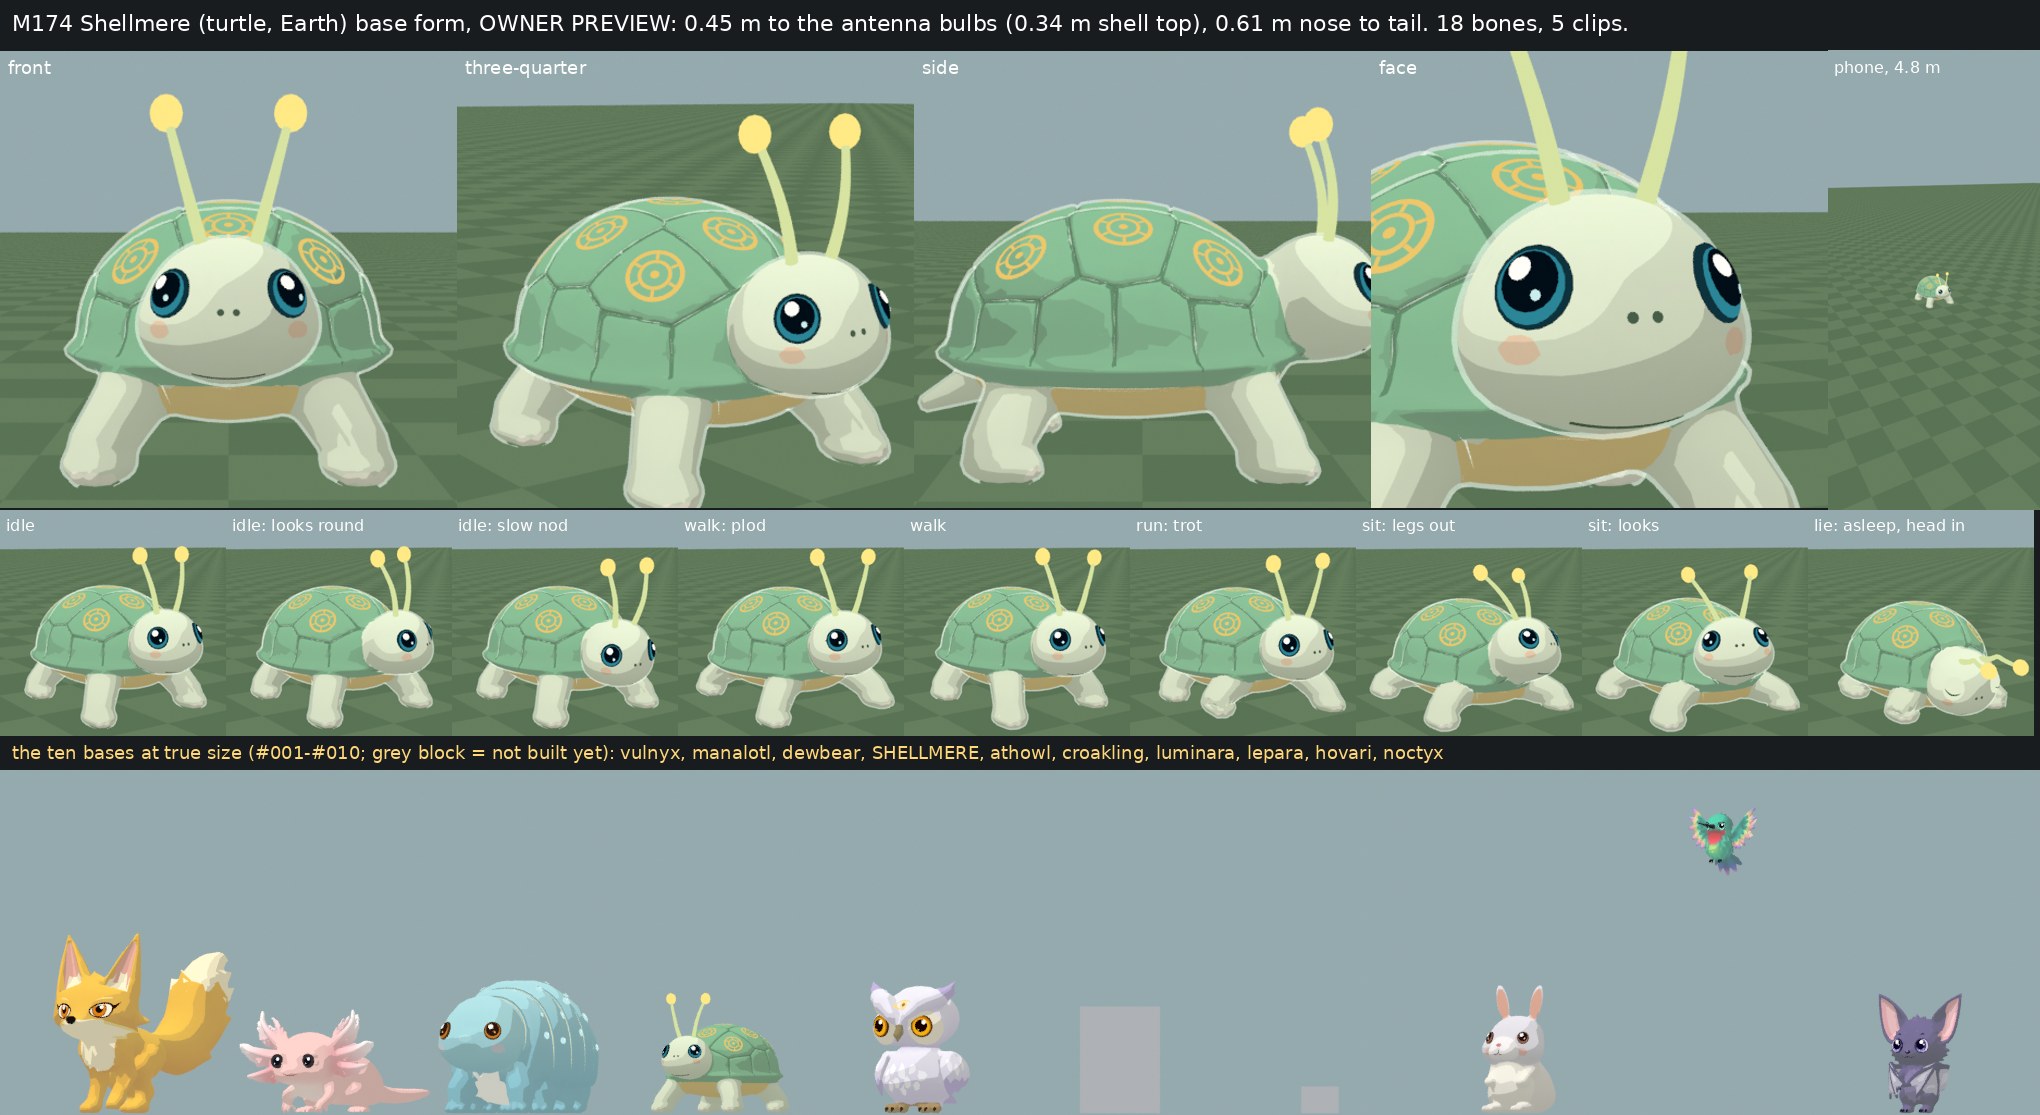 M174 Shellmere (turtle, Earth) base form, OWNER PREVIEW: 0.45 m to the antenna bulbs (0.34 m shell top), 0.61 m nose to tail. 18 bones, 5 clips.
front
three-quarter
side
face
phone, 4.8 m
idle
idle: looks round
idle: slow nod
walk: plod
walk
run: trot
sit: legs out
sit: looks
lie: asleep, head in
the ten bases at true size (#001-#010; grey block = not built yet): vulnyx, manalotl, dewbear, SHELLMERE, athowl, croakling, luminara, lepara, hovari, noctyx